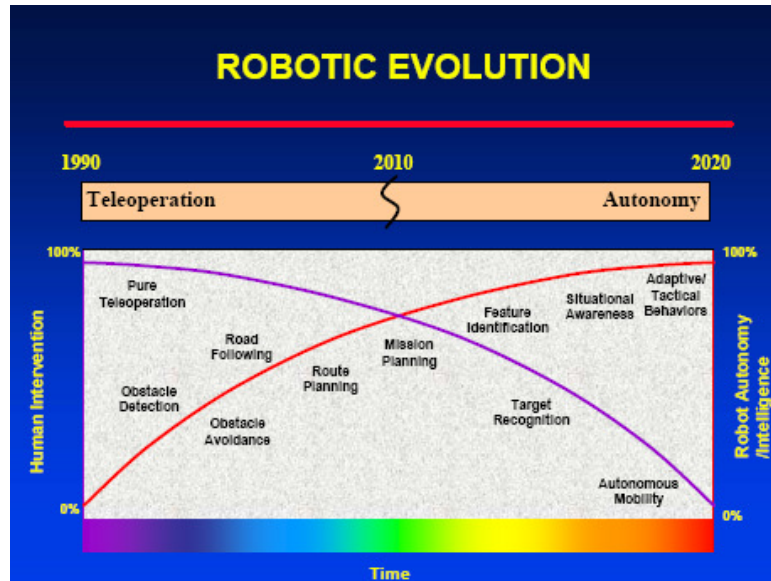 ROBOTIC EVOLUTION
1990 2010 2020
Teleoperation Autonomy
100% 100%
Human Intervention
Pure
Teleoperation
Road
Following
Obstacle
Detection
Obstacle
Avoidance
Route
Planning
Mission
Planning
Feature
Identification
Situational
Awareness
Adaptive/
Tactical
Behaviors
Target
Recognition
Autonomous
Mobility
Robot Autonomy
/Intelligence
0% 0%
Time